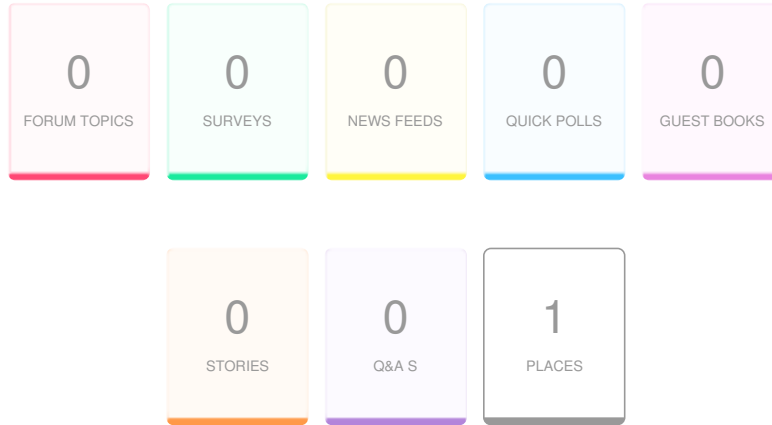 0 0 0 0 0
FORUM TOPICS SURVEYS NEWS FEEDS QUICK POLLS GUEST BOOKS
0 0 1
STORIES Q&A S PLACES